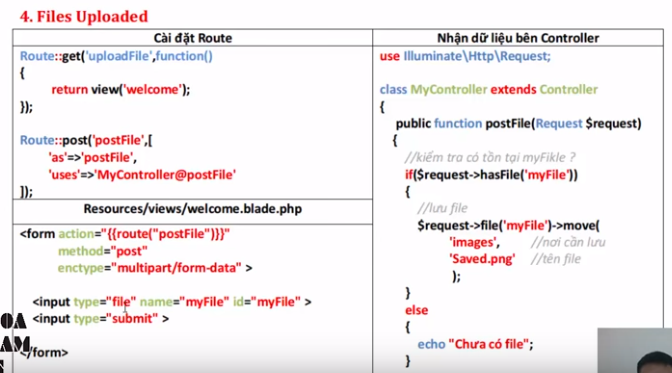 4. Files Uploaded
Cài đặt Route
Route::get('uploadFile',function()
{
return view('welcome');
});
Route::post('postFile',[
'as'=>'postFile',
'uses'=>'MyController@postFile'
]);
Resources/views/welcome.blade.php
<form action="{{route("postFile")}}"
method="post"
enctype="multipart/form-data" >
<input type="file" name="myFile" id="myFile" >
<input type="submit" >
</form>
OA
AM
Nhận dữ liệu bên Controller
use Illuminate\Http\Request;
class MyController extends Controller
{
public function postFile(Request $request)
{
//kiểm tra có tồn tại myFikle ?
if($request->hasFile('myFile'))
{
//lưu file
$request->file('myFile')->move(
'images', //nơi cần lưu
'Saved.png' //tên file
);
}
else
{
echo "Chưa có file";
}